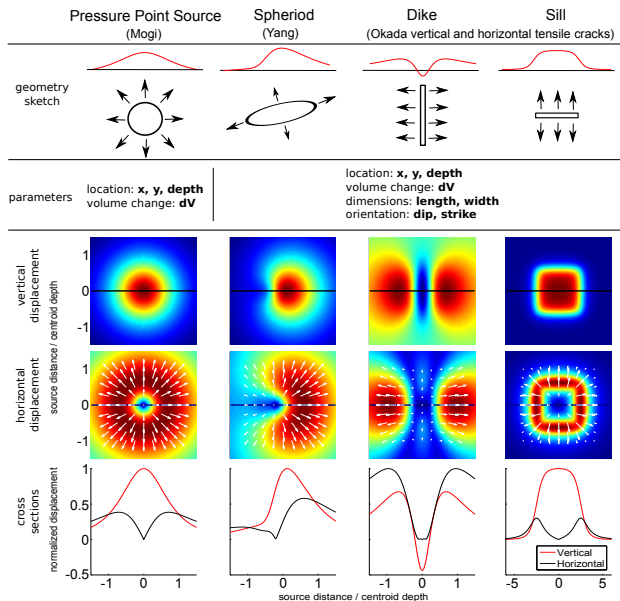 Pressure Point Source
(Mogi)
Spheriod
(Yang)
Dike
Sill
(Okada vertical and horizontal tensile cracks)
geometry
sketch
parameters
location: x, y, depth
volume change: dV
location: x, y, depth
volume change: dV
dimensions: length, width
orientation: dip, strike
vertical
displacement
horizontal
displacement
source distance / centroid depth
1
0
-1
1
0
-1
cross
sections
normalized displacement
1
0.5
0
-0.5
-1 0 1
-1 0 1
-1 0 1
-5 0 5
Vertical
Horizontal
source distance / centroid depth